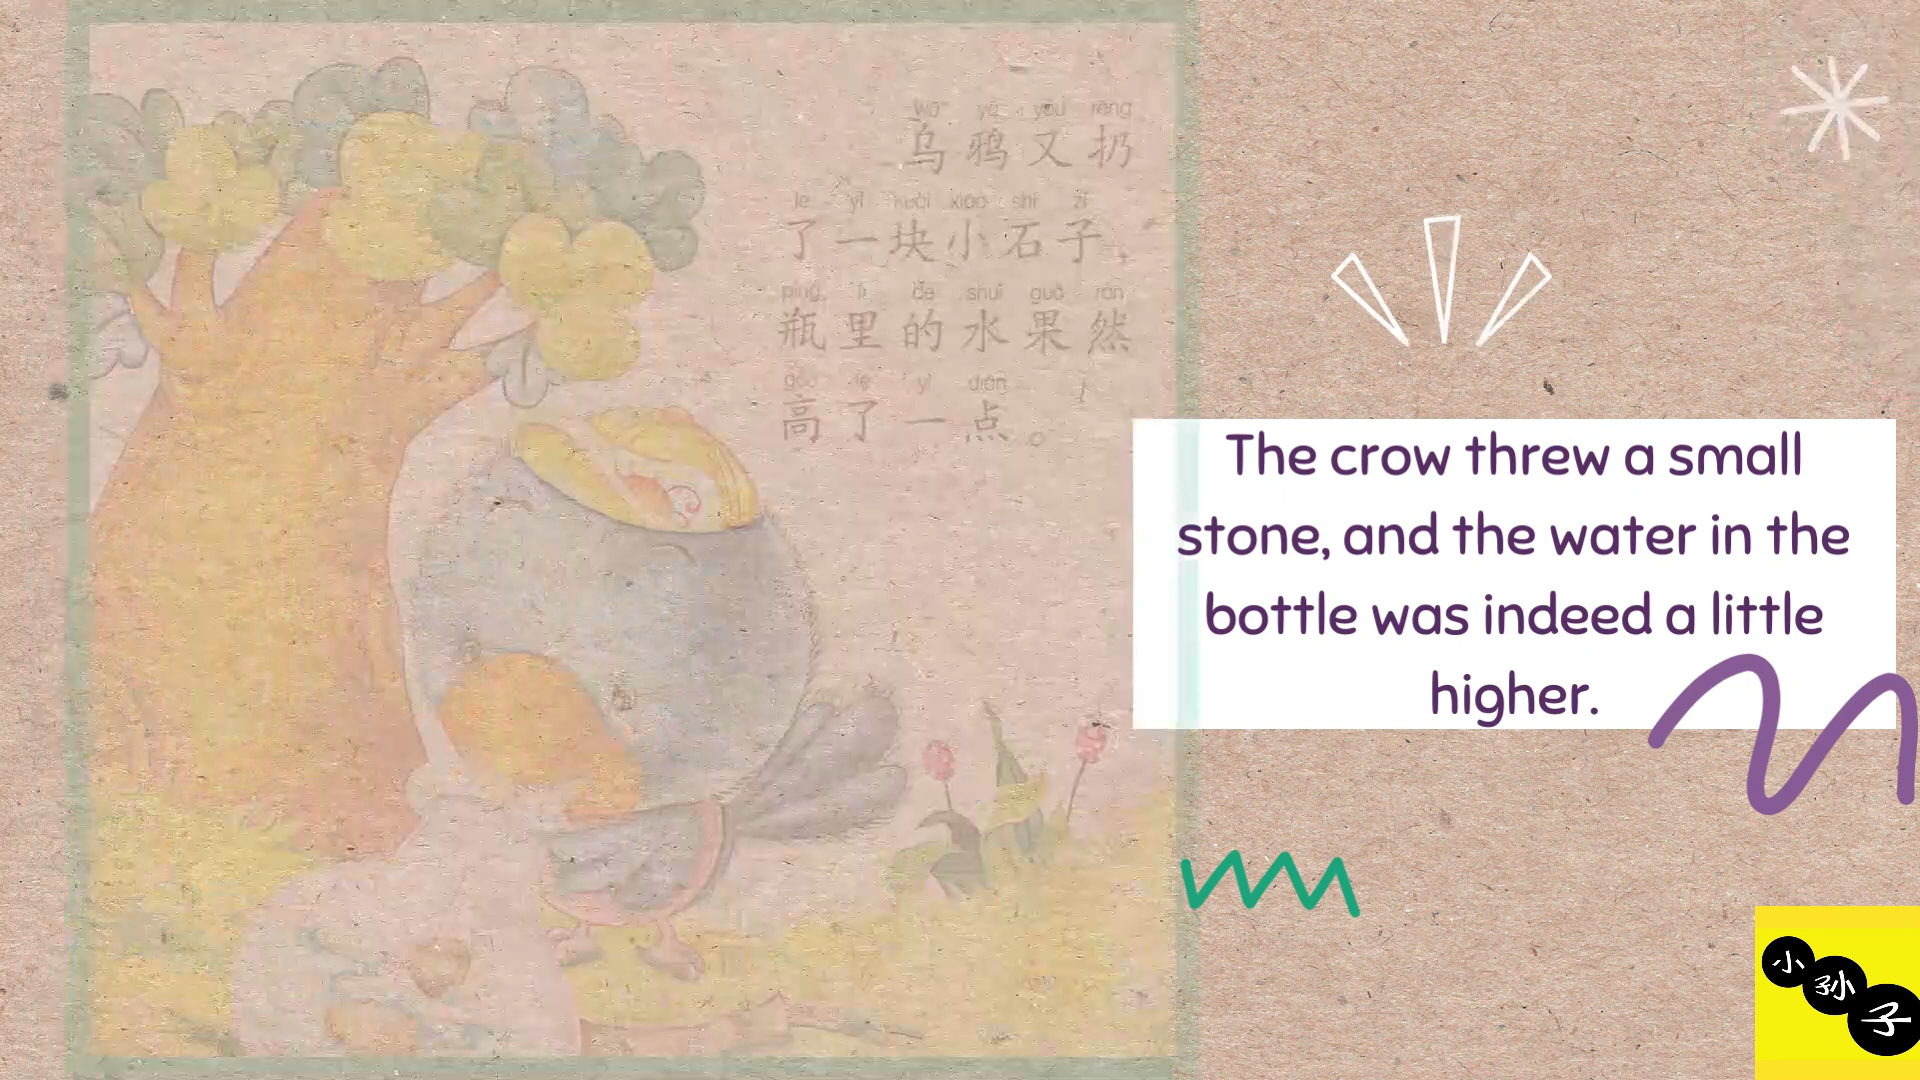 wū yā yòu rēng
乌鸦又扔
le yí kuài xiǎo shí zǐ
了一块小石子，
píng lǐ de shuǐ guǒ rán
瓶里的水果然
gāo le yì diǎn
高了一点。
The crow threw a small
stone, and the water in the
bottle was indeed a little
higher.
小孙子